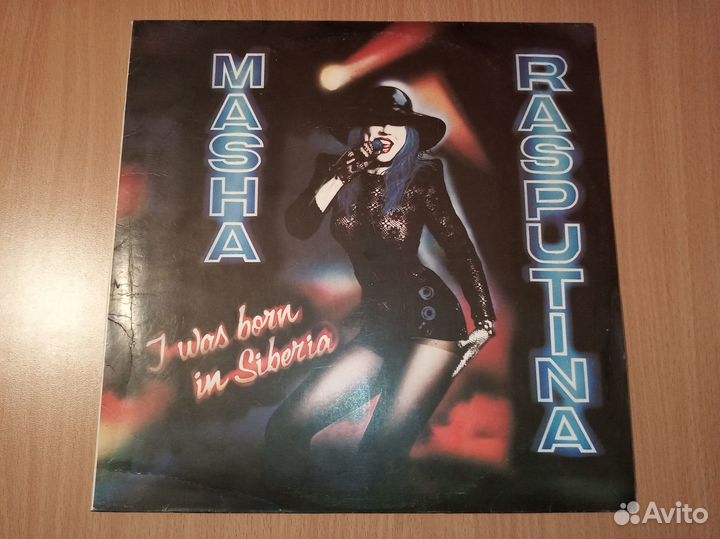 MASHA
RASPUTINA
I was born
in Siberia
Avito